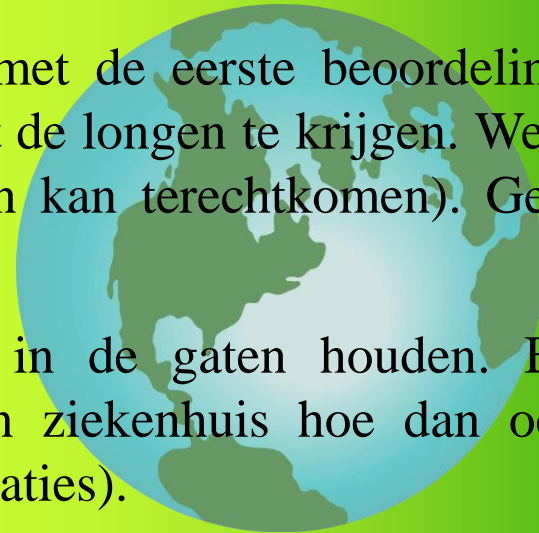 met de eerste beoordelin
de longen te krijgen. We
kan terechtkomen). Ge
in de gaten houden.
ziekenhuis hoe dan oo
aties).